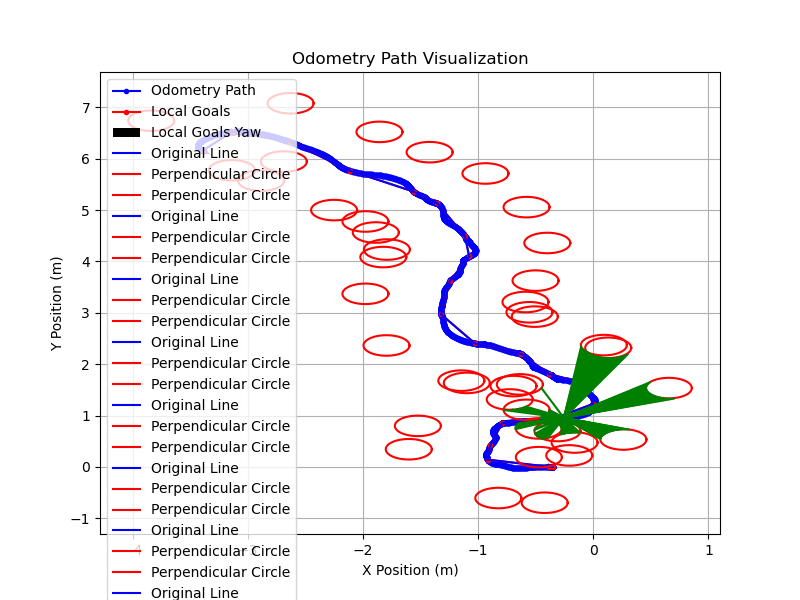 Odometry Path Visualization
Y Position (m)
7
6
5
4
3
2
1
0
−1
−4
−3
−2
−1
0
1
X Position (m)
Odometry Path
Local Goals
Local Goals Yaw
Original Line
Perpendicular Circle
Perpendicular Circle
Original Line
Perpendicular Circle
Perpendicular Circle
Original Line
Perpendicular Circle
Perpendicular Circle
Original Line
Perpendicular Circle
Perpendicular Circle
Original Line
Perpendicular Circle
Perpendicular Circle
Original Line
Perpendicular Circle
Perpendicular Circle
Original Line
Perpendicular Circle
Perpendicular Circle
Original Line